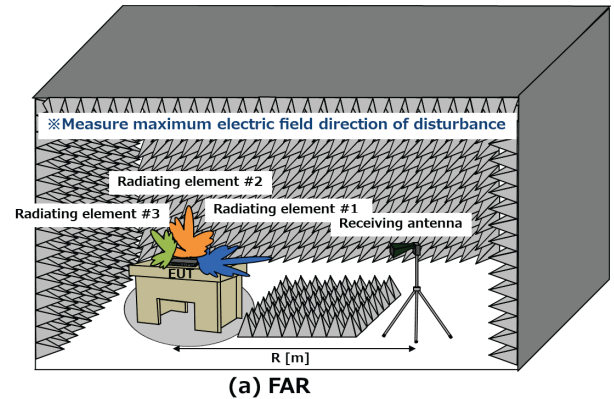 ※Measure maximum electric field direction of disturbance
Radiating element #2
Radiating element #3
Radiating element #1
Receiving antenna
EUT
R [m]
(a) FAR